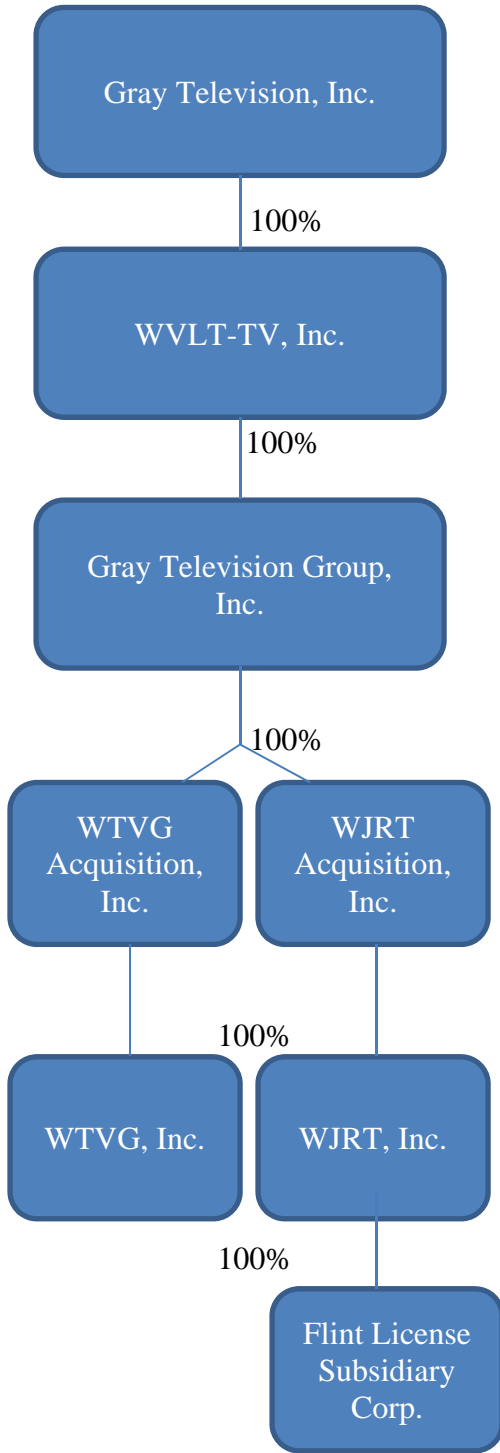 Gray Television, Inc.
100%
WVLT-TV, Inc.
100%
Gray Television Group,
Inc.
100%
WTVG
Acquisition,
Inc.
WJRT
Acquisition,
Inc.
100%
WTVG, Inc.
WJRT, Inc.
100%
Flint License
Subsidiary
Corp.